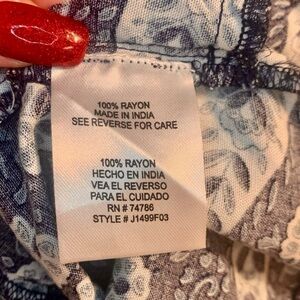 100% RAYON
MADE IN INDIA
SEE REVERSE FOR CARE
100% RAYON
HECHO EN INDIA
VEA EL REVERSO
PARA EL CUIDADO
RN # 74786
STYLE # J1499F03